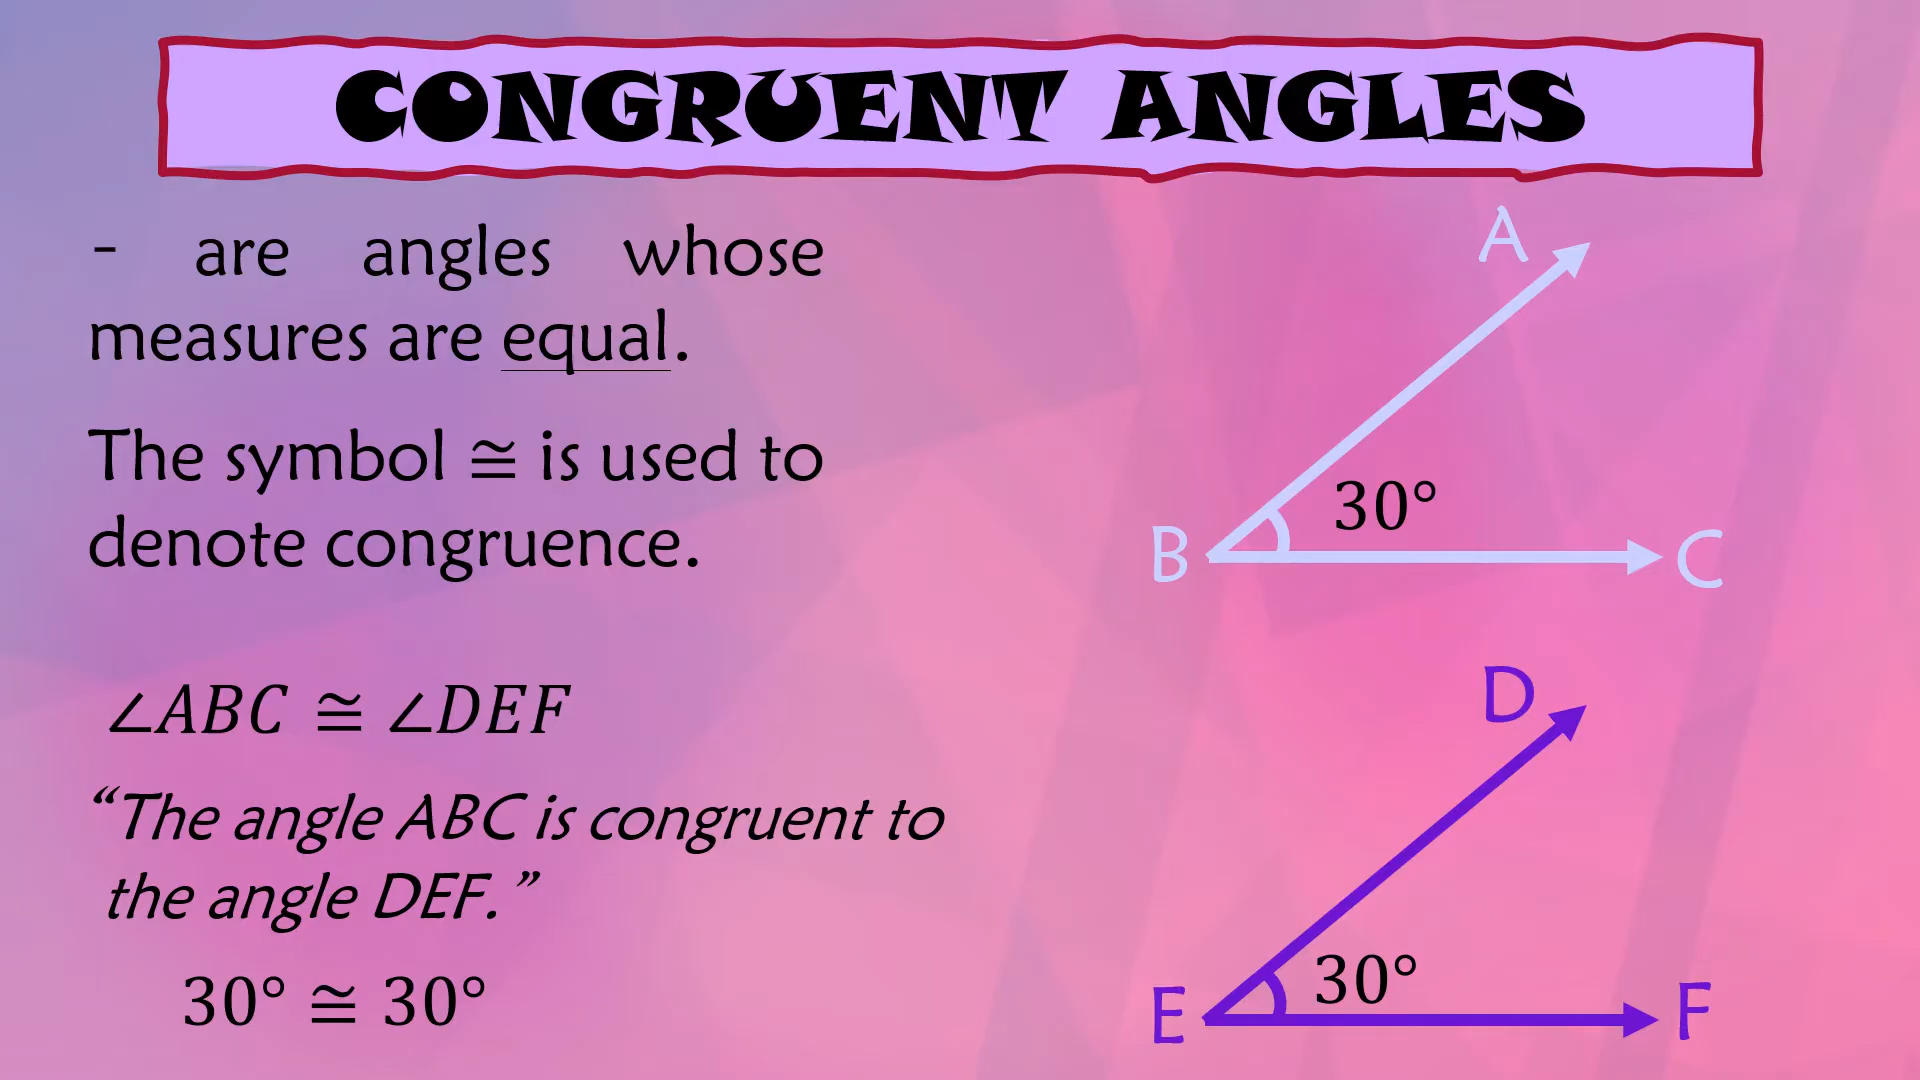 CONGRUENT ANGLES
- are angles whose
measures are equal.
The symbol ≅ is used to
denote congruence.
∠ABC ≅ ∠DEF
“The angle ABC is congruent to
the angle DEF.”
30° ≅ 30°
A
30°
B
C
D
30°
E
F